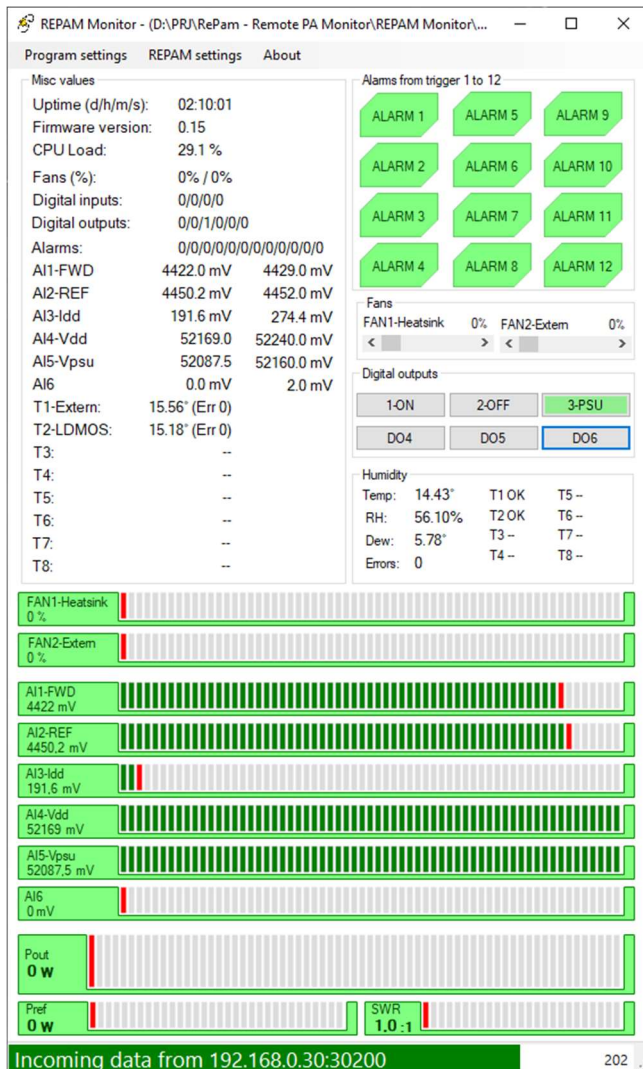 REPAM Monitor - (D:\PRJ\RePam - Remote PA Monitor\REPAM Monitor\...
Program settings REPAM settings About
Misc values
Uptime (d/h/m/s): 02:10:01
Firmware version: 0.15
CPU Load: 29.1 %
Fans (%): 0% / 0%
Digital inputs: 0/0/0/0
Digital outputs: 0/0/1/0/0/0
Alarms: 0/0/0/0/0/0/0/0/0/0/0/0
AI1-FWD 4422.0 mV 4429.0 mV
AI2-REF 4450.2 mV 4452.0 mV
AI3-Idd 191.6 mV 274.4 mV
AI4-Vdd 52169.0 52240.0 mV
AI5-Vpsu 52087.5 52160.0 mV
AI6 0.0 mV 2.0 mV
T1-Extern: 15.56° (Err 0)
T2-LDMOS: 15.18° (Err 0)
T3: --
T4: --
T5: --
T6: --
T7: --
T8: --
Alarms from trigger 1 to 12
ALARM 1 ALARM 5 ALARM 9
ALARM 2 ALARM 6 ALARM 10
ALARM 3 ALARM 7 ALARM 11
ALARM 4 ALARM 8 ALARM 12
Fans
FAN1-Heatsink 0% FAN2-Extern 0%
Digital outputs
1-ON 2-OFF 3-PSU
DO4 DO5 DO6
Humidity
Temp: 14.43° T1 OK T5 --
RH: 56.10% T2 OK T6 --
Dew: 5.78° T3 -- T7 --
Errors: 0 T4 -- T8 --
FAN1-Heatsink
0 %
FAN2-Extern
0 %
AI1-FWD
4422 mV
AI2-REF
4450,2 mV
AI3-Idd
191,6 mV
AI4-Vdd
52169 mV
AI5-Vpsu
52087,5 mV
AI6
0 mV
Pout
0 W
Pref
0 W
SWR
1,0 :1
Incoming data from 192.168.0.30:30200 202